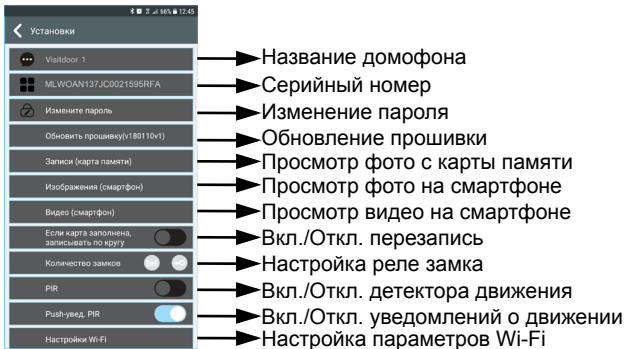 66% 12:45
Установки
Visitdoor 1
Название домофона
MLWOAN137JC0021595RFA
Серийный номер
Измените пароль
Изменение пароля
Обновить прошивку(v180110v1)
Обновление прошивки
Записи (карта памяти)
Просмотр фото с карты памяти
Изображения (смартфон)
Просмотр фото на смартфоне
Видео (смартфон)
Просмотр видео на смартфоне
Если карта заполнена,
записывать по кругу
Вкл./Откл. перезапись
Количество замков
Настройка реле замка
PIR
Вкл./Откл. детектора движения
Push-увед. PIR
Вкл./Откл. уведомлений о движении
Настройки Wi-Fi
Настройка параметров Wi-Fi